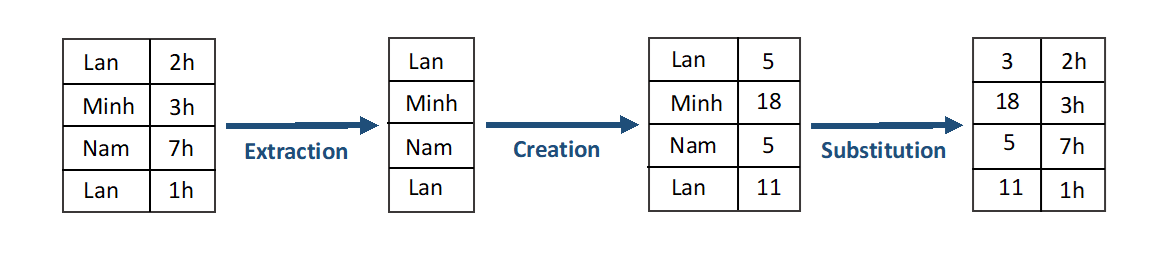 Lan 2h
Minh 3h
Nam 7h
Lan 1h
Extraction
Lan
Minh
Nam
Lan
Creation
Lan 5
Minh 18
Nam 5
Lan 11
Substitution
3 2h
18 3h
5 7h
11 1h